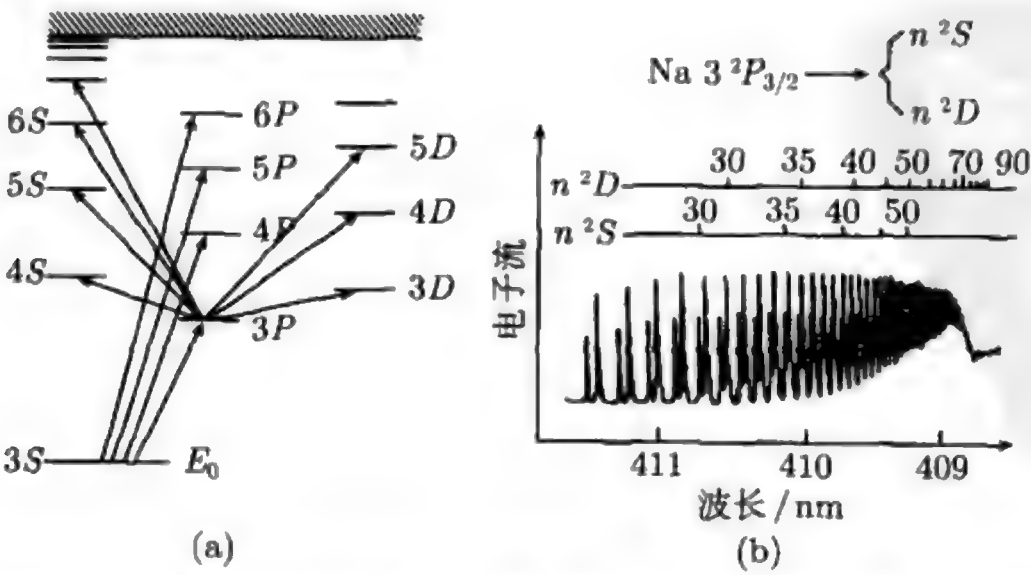 6S
5S
4S
3S
6P
5P
4P
3P
5D
4D
3D
E₀
(a)
Na 3 ²P₃/₂
n ²S
n ²D
n ²D 30 35 40 50 70 90
n ²S 30 35 40 50
电子流
411 410 409
波长/nm
(b)